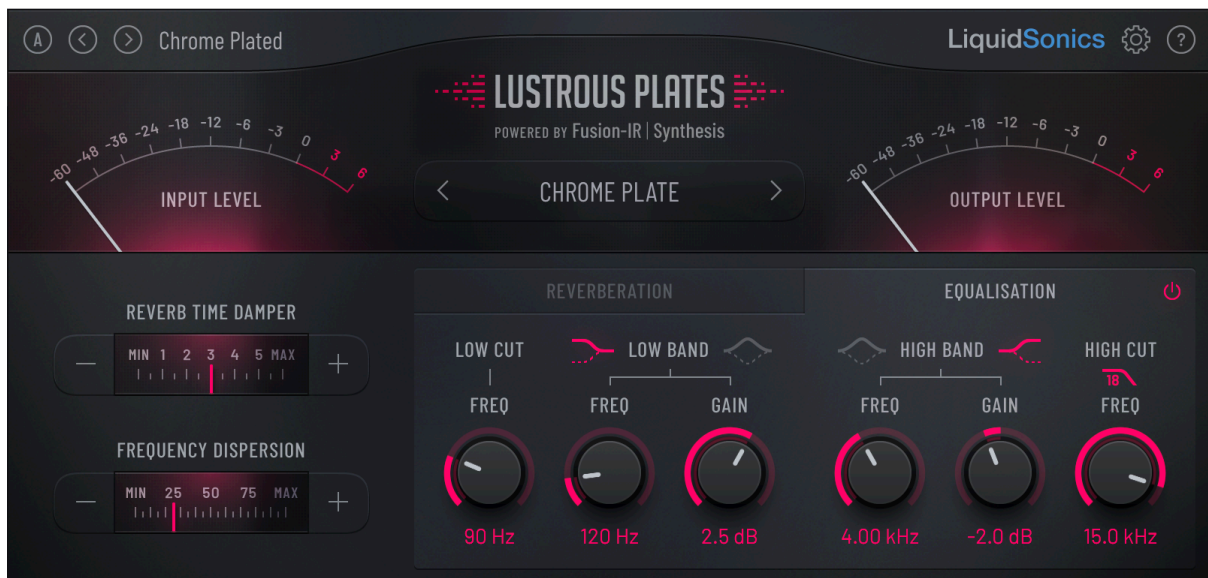 A Chrome Plated
LiquidSonics ?
LUSTROUS PLATES
POWERED BY Fusion-IR | Synthesis
CHROME PLATE
-60 -48 -36 -24 -18 -12 -6 -3 0 3 6
INPUT LEVEL
-60 -48 -36 -24 -18 -12 -6 -3 0 3 6
OUTPUT LEVEL
REVERB TIME DAMPER
MIN 1 2 3 4 5 MAX
FREQUENCY DISPERSION
MIN 25 50 75 MAX
REVERBERATION
EQUALISATION
LOW CUT
LOW BAND
HIGH BAND
HIGH CUT
18
FREQ
FREQ
GAIN
FREQ
GAIN
FREQ
90 Hz
120 Hz
2.5 dB
4.00 kHz
-2.0 dB
15.0 kHz